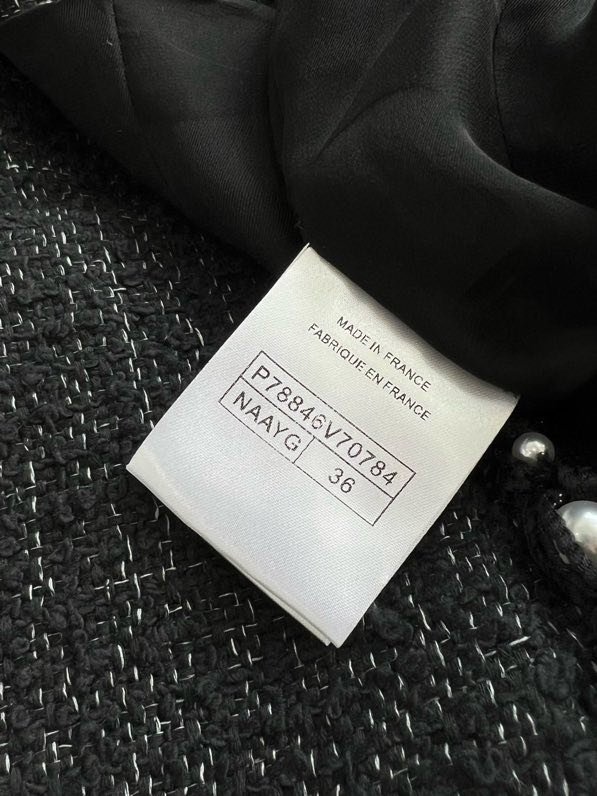 MADE IN FRANCE
FABRIQUE EN FRANCE
P78846V70784
NAAYG 36